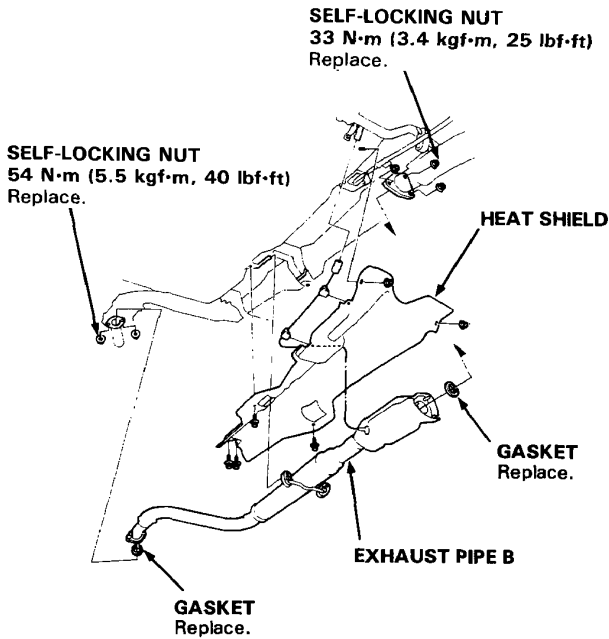 SELF-LOCKING NUT
33 N·m (3.4 kgf·m, 25 lbf·ft)
Replace.
SELF-LOCKING NUT
54 N·m (5.5 kgf·m, 40 lbf·ft)
Replace.
HEAT SHIELD
GASKET
Replace.
EXHAUST PIPE B
GASKET
Replace.